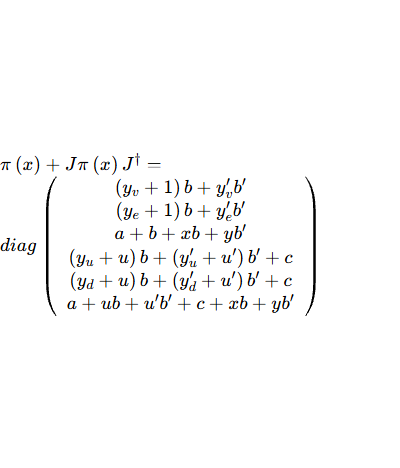 π (x) + Jπ (x) J† =
diag
(y_v + 1) b + y′_v b′
(y_e + 1) b + y′_e b′
a + b + xb + yb′
(y_u + u) b + (y′_u + u′) b′ + c
(y_d + u) b + (y′_d + u′) b′ + c
a + ub + u′b′ + c + xb + yb′